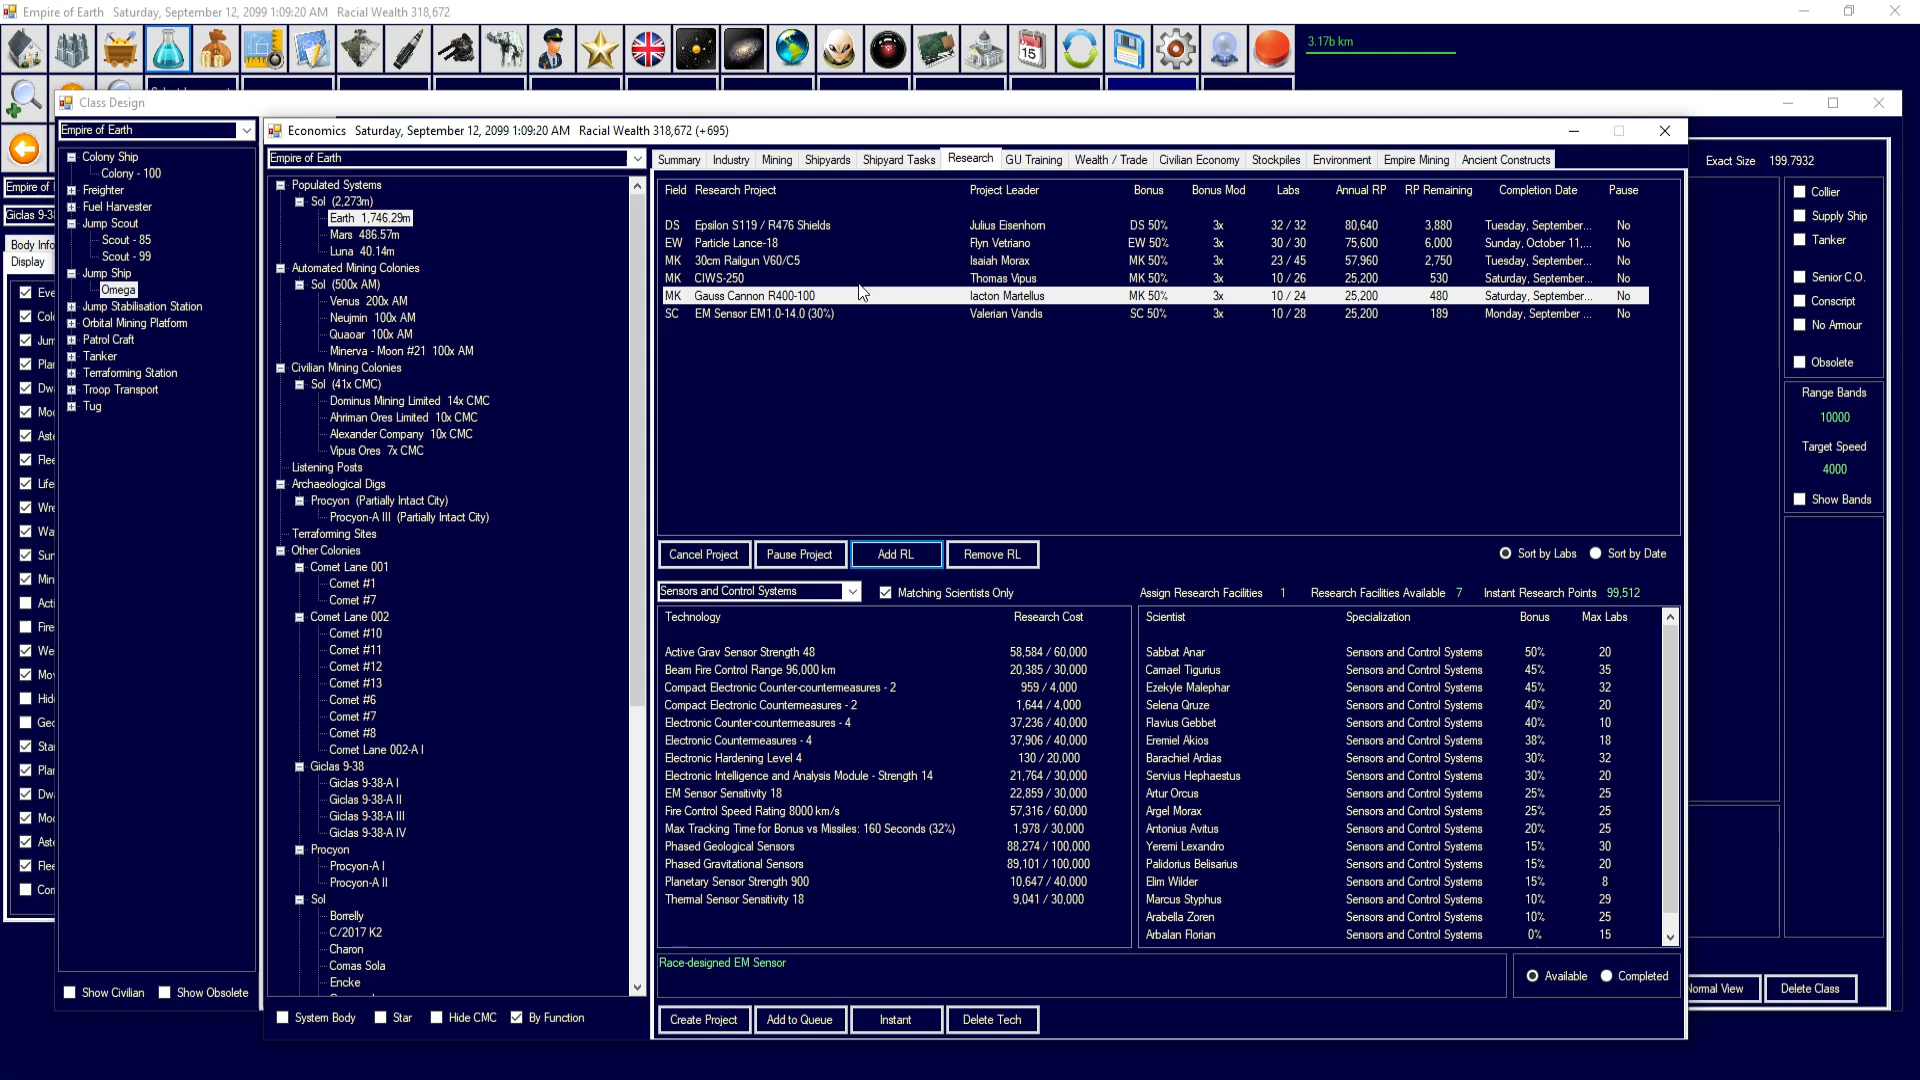 Empire of Earth Saturday, September 12, 2099 1:09:20 AM Racial Wealth 318,672
15
3.17b km
Class Design
Empire of Earth
Colony Ship
Colony - 100
Freighter
Fuel Harvester
Jump Scout
Scout - 85
Scout - 99
Jump Ship
Omega
Jump Stabilisation Station
Orbital Mining Platform
Patrol Craft
Tanker
Terraforming Station
Troop Transport
Tug
Show Civilian Show Obsolete
Empire of
Giclas 9-3
Body Info
Display
Economics Saturday, September 12, 2099 1:09:20 AM Racial Wealth 318,672 (+695)
Empire of Earth
Populated Systems
Sol (2,273m)
Earth 1,746.29m
Mars 486.57m
Luna 40.14m
Automated Mining Colonies
Sol (500x AM)
Venus 200x AM
Neujmin 100x AM
Quaoar 100x AM
Minerva - Moon #21 100x AM
Civilian Mining Colonies
Sol (41x CMC)
Dominus Mining Limited 14x CMC
Ahriman Ores Limited 10x CMC
Alexander Company 10x CMC
Vipus Ores 7x CMC
Listening Posts
Archaeological Digs
Procyon (Partially Intact City)
Procyon-A III (Partially Intact City)
Terraforming Sites
Other Colonies
Comet Lane 001
Comet #1
Comet #7
Comet Lane 002
Comet #10
Comet #11
Comet #12
Comet #13
Comet #6
Comet #7
Comet #8
Comet Lane 002-A I
Giclas 9-38
Giclas 9-38-A I
Giclas 9-38-A II
Giclas 9-38-A III
Giclas 9-38-A IV
Procyon
Procyon-A I
Procyon-A II
Sol
Borrelly
C/2017 K2
Charon
Comas Sola
Encke
System Body Star Hide CMC By Function
Summary Industry Mining Shipyards Shipyard Tasks Research GU Training Wealth / Trade Civilian Economy Stockpiles Environment Empire Mining Ancient Constructs
Field Research Project Project Leader Bonus Bonus Mod Labs Annual RP RP Remaining Completion Date Pause
DS Epsilon S119 / R476 Shields Julius Eisenhorn DS 50% 3x 32 / 32 80,640 3,880 Tuesday, September... No
EW Particle Lance-18 Flyn Vetriano EW 50% 3x 30 / 30 75,600 6,000 Sunday, October 11,... No
MK 30cm Railgun V60/C5 Isaiah Morax MK 50% 3x 23 / 45 57,960 2,750 Tuesday, September... No
MK CIWS-250 Thomas Vipus MK 50% 3x 10 / 26 25,200 530 Saturday, September... No
MK Gauss Cannon R400-100 Iacton Martellus MK 50% 3x 10 / 24 25,200 480 Saturday, September... No
SC EM Sensor EM1.0-14.0 (30%) Valerian Vandis SC 50% 3x 10 / 28 25,200 189 Monday, September ... No
Cancel Project Pause Project Add RL Remove RL Sort by Labs Sort by Date
Sensors and Control Systems Matching Scientists Only Assign Research Facilities 1 Research Facilities Available 7 Instant Research Points 99,512
Technology Research Cost
Active Grav Sensor Strength 48 58,584 / 60,000
Beam Fire Control Range 96,000 km 20,385 / 30,000
Compact Electronic Counter-countermeasures - 2 959 / 4,000
Compact Electronic Countermeasures - 2 1,644 / 4,000
Electronic Counter-countermeasures - 4 37,236 / 40,000
Electronic Countermeasures - 4 37,906 / 40,000
Electronic Hardening Level 4 130 / 20,000
Electronic Intelligence and Analysis Module - Strength 14 21,764 / 30,000
EM Sensor Sensitivity 18 22,859 / 30,000
Fire Control Speed Rating 8000 km/s 57,316 / 60,000
Max Tracking Time for Bonus vs Missiles: 160 Seconds (32%) 1,978 / 30,000
Phased Geological Sensors 88,274 / 100,000
Phased Gravitational Sensors 89,101 / 100,000
Planetary Sensor Strength 900 10,647 / 40,000
Thermal Sensor Sensitivity 18 9,041 / 30,000
Scientist Specialization Bonus Max Labs
Sabbat Anar Sensors and Control Systems 50% 20
Camael Tigurius Sensors and Control Systems 45% 35
Ezekyle Malephar Sensors and Control Systems 45% 32
Selena Qruze Sensors and Control Systems 40% 20
Flavius Gebbet Sensors and Control Systems 40% 10
Eremiel Akios Sensors and Control Systems 38% 18
Barachiel Ardias Sensors and Control Systems 30% 32
Servius Hephaestus Sensors and Control Systems 30% 20
Artur Orcus Sensors and Control Systems 25% 25
Argel Morax Sensors and Control Systems 25% 25
Antonius Avitus Sensors and Control Systems 20% 25
Yeremi Lexandro Sensors and Control Systems 15% 30
Palidorius Belisarius Sensors and Control Systems 15% 20
Elim Wilder Sensors and Control Systems 15% 8
Marcus Styphus Sensors and Control Systems 10% 29
Arabella Zoren Sensors and Control Systems 10% 25
Arbalan Florian Sensors and Control Systems 0% 15
Race-designed EM Sensor
Available Completed
Create Project Add to Queue Instant Delete Tech
Exact Size 199.7932
Collier
Supply Ship
Tanker
Senior C.O.
Conscript
No Armour
Obsolete
Range Bands
10000
Target Speed
4000
Show Bands
Normal View Delete Class